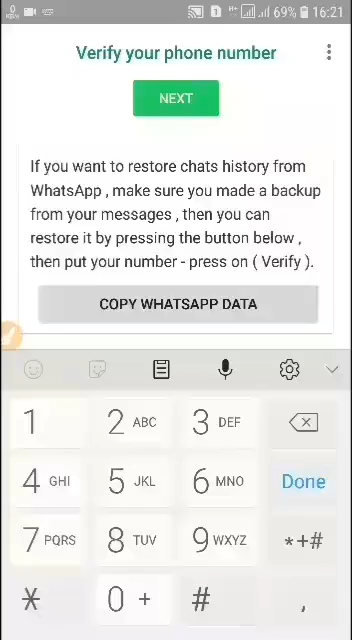 0
KB/s 1 H+ 69% 16:21
Verify your phone number
NEXT
If you want to restore chats history from
WhatsApp , make sure you made a backup
from your messages , then you can
restore it by pressing the button below ,
then put your number - press on ( Verify ).
COPY WHATSAPP DATA
1 2 ABC 3 DEF
4 GHI 5 JKL 6 MNO Done
7 PQRS 8 TUV 9 WXYZ *+#
* 0 + # ,